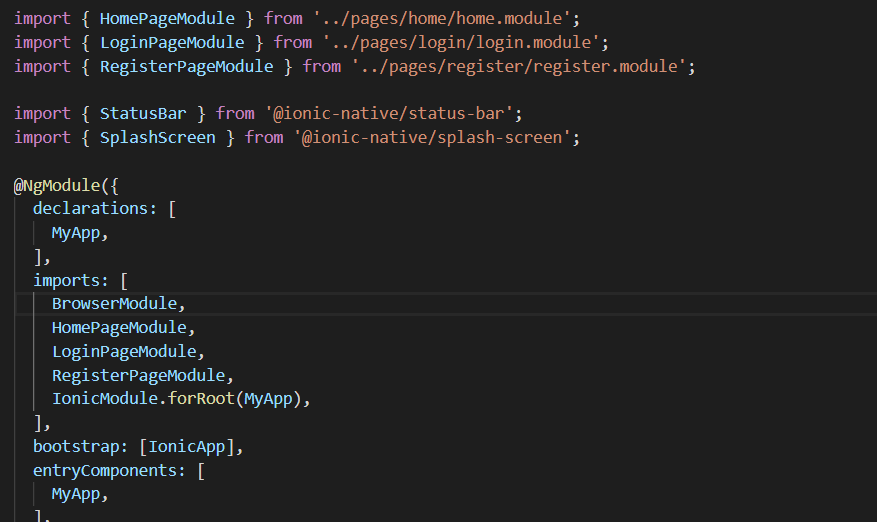 import { HomePageModule } from '../pages/home/home.module';
import { LoginPageModule } from '../pages/login/login.module';
import { RegisterPageModule } from '../pages/register/register.module';

import { StatusBar } from '@ionic-native/status-bar';
import { SplashScreen } from '@ionic-native/splash-screen';

@NgModule({
  declarations: [
    MyApp,
  ],
  imports: [
    BrowserModule,
    HomePageModule,
    LoginPageModule,
    RegisterPageModule,
    IonicModule.forRoot(MyApp),
  ],
  bootstrap: [IonicApp],
  entryComponents: [
    MyApp,
  ],